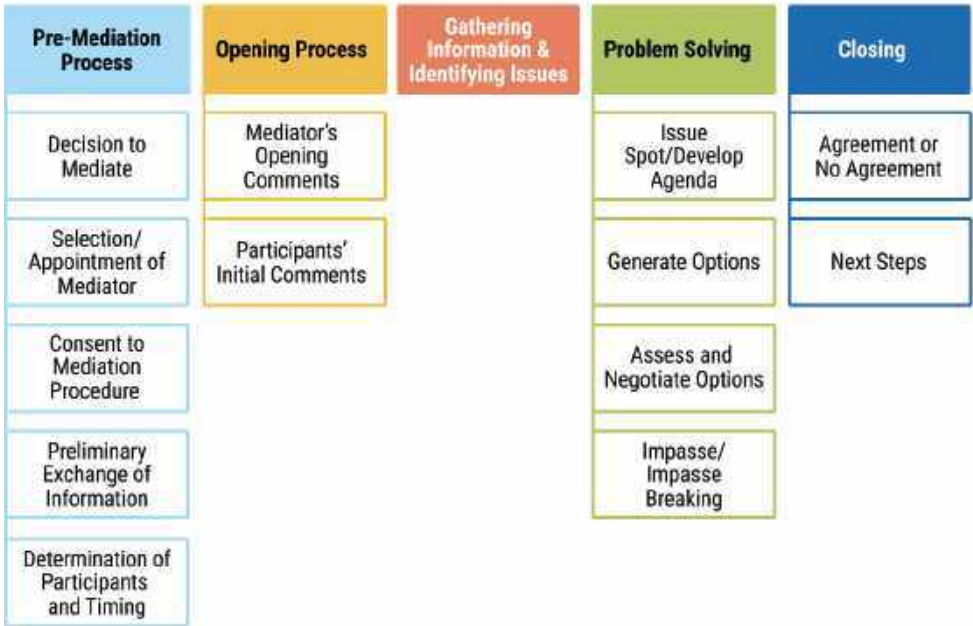 Pre-Mediation
Process
Decision to
Mediate
Selection/
Appointment of
Mediator
Consent to
Mediation
Procedure
Preliminary
Exchange of
Information
Determination of
Participants
and Timing
Opening Process
Mediator's
Opening
Comments
Participants'
Initial Comments
Gathering
Information &
Identifying Issues
Problem Solving
Issue
Spot/Develop
Agenda
Generate Options
Assess and
Negotiate Options
Impasse/
Impasse
Breaking
Closing
Agreement or
No Agreement
Next Steps